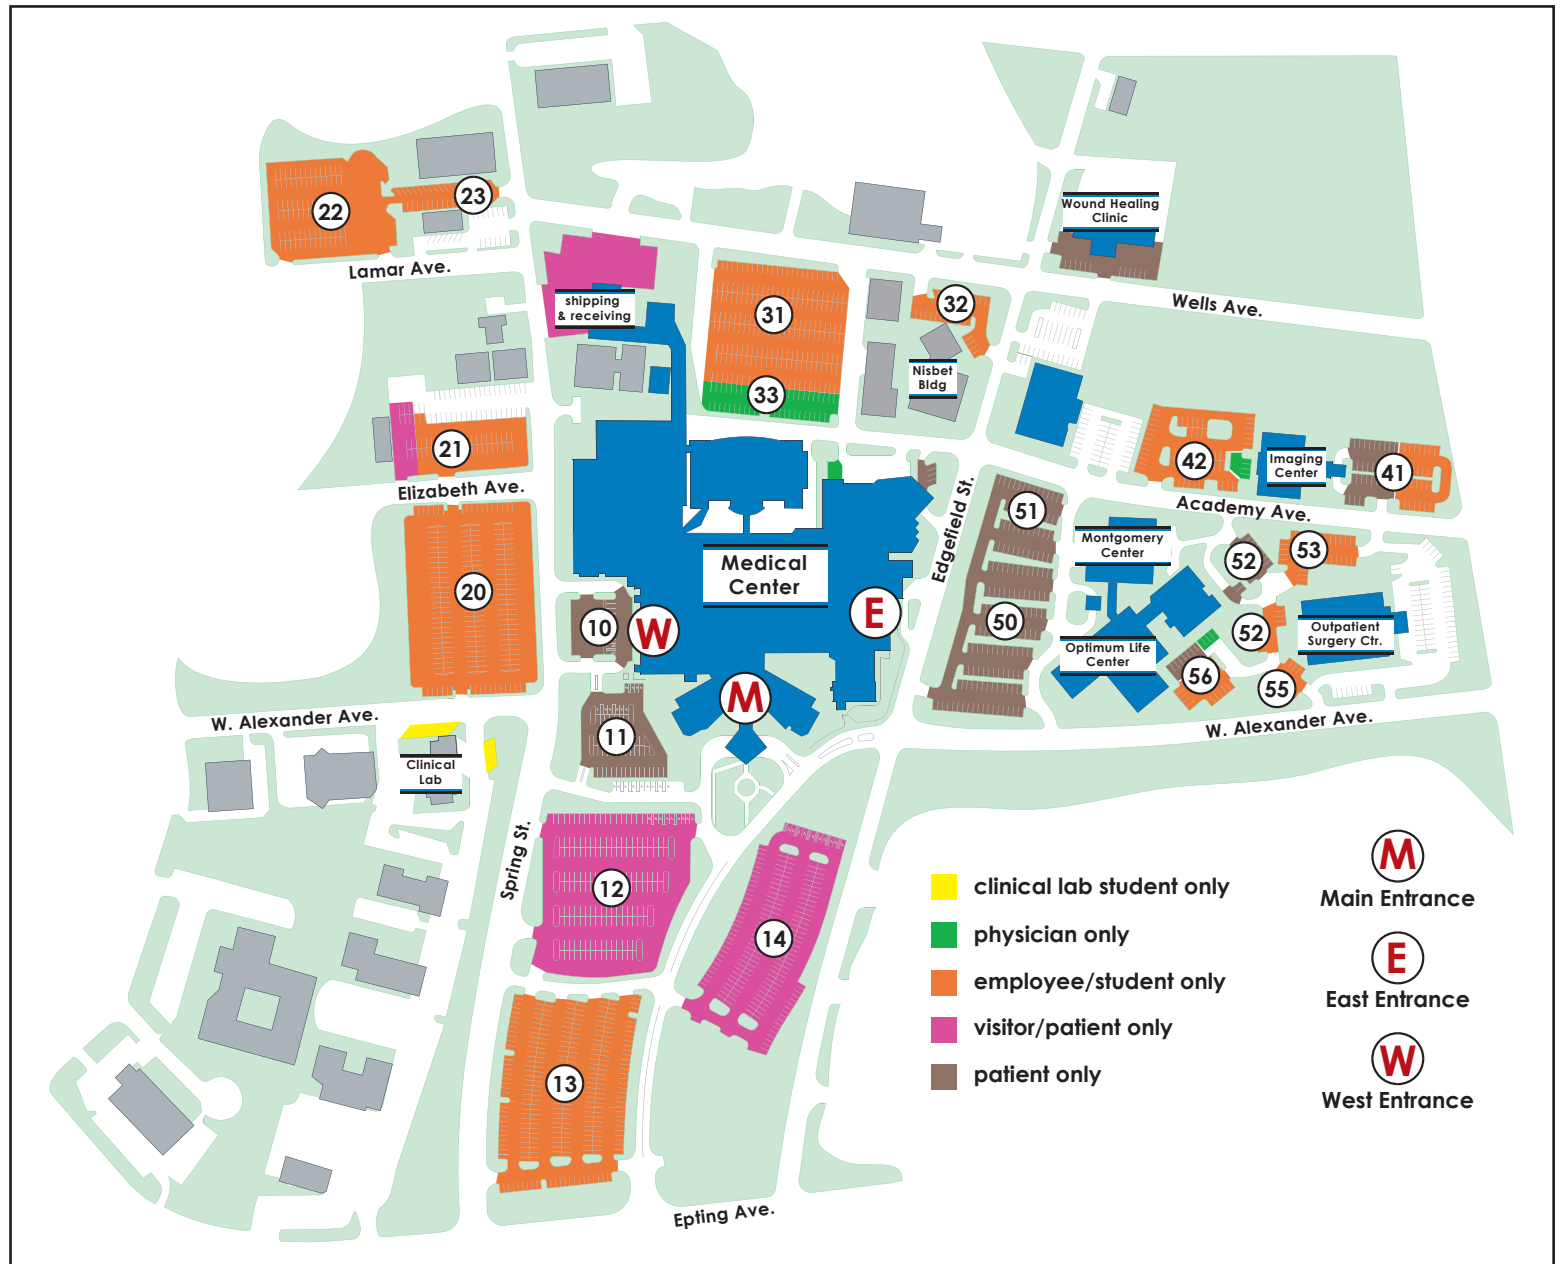 23
22
Wound Healing
Clinic
Lamar Ave.
shipping
& receiving
31
32
Wells Ave.
33
Nisbet
Bldg
21
42
Imaging
Center
41
Elizabeth Ave.
Edgefield St.
51
Academy Ave.
Montgomery
Center
52
53
Medical
Center
20
10
W
E
50
52
Outpatient
Surgery Ctr.
Optimum Life
Center
56
55
M
W. Alexander Ave.
W. Alexander Ave.
11
Clinical
Lab
Spring St.
12
14
13
Epting Ave.
clinical lab student only
physician only
employee/student only
visitor/patient only
patient only
M
Main Entrance
E
East Entrance
W
West Entrance